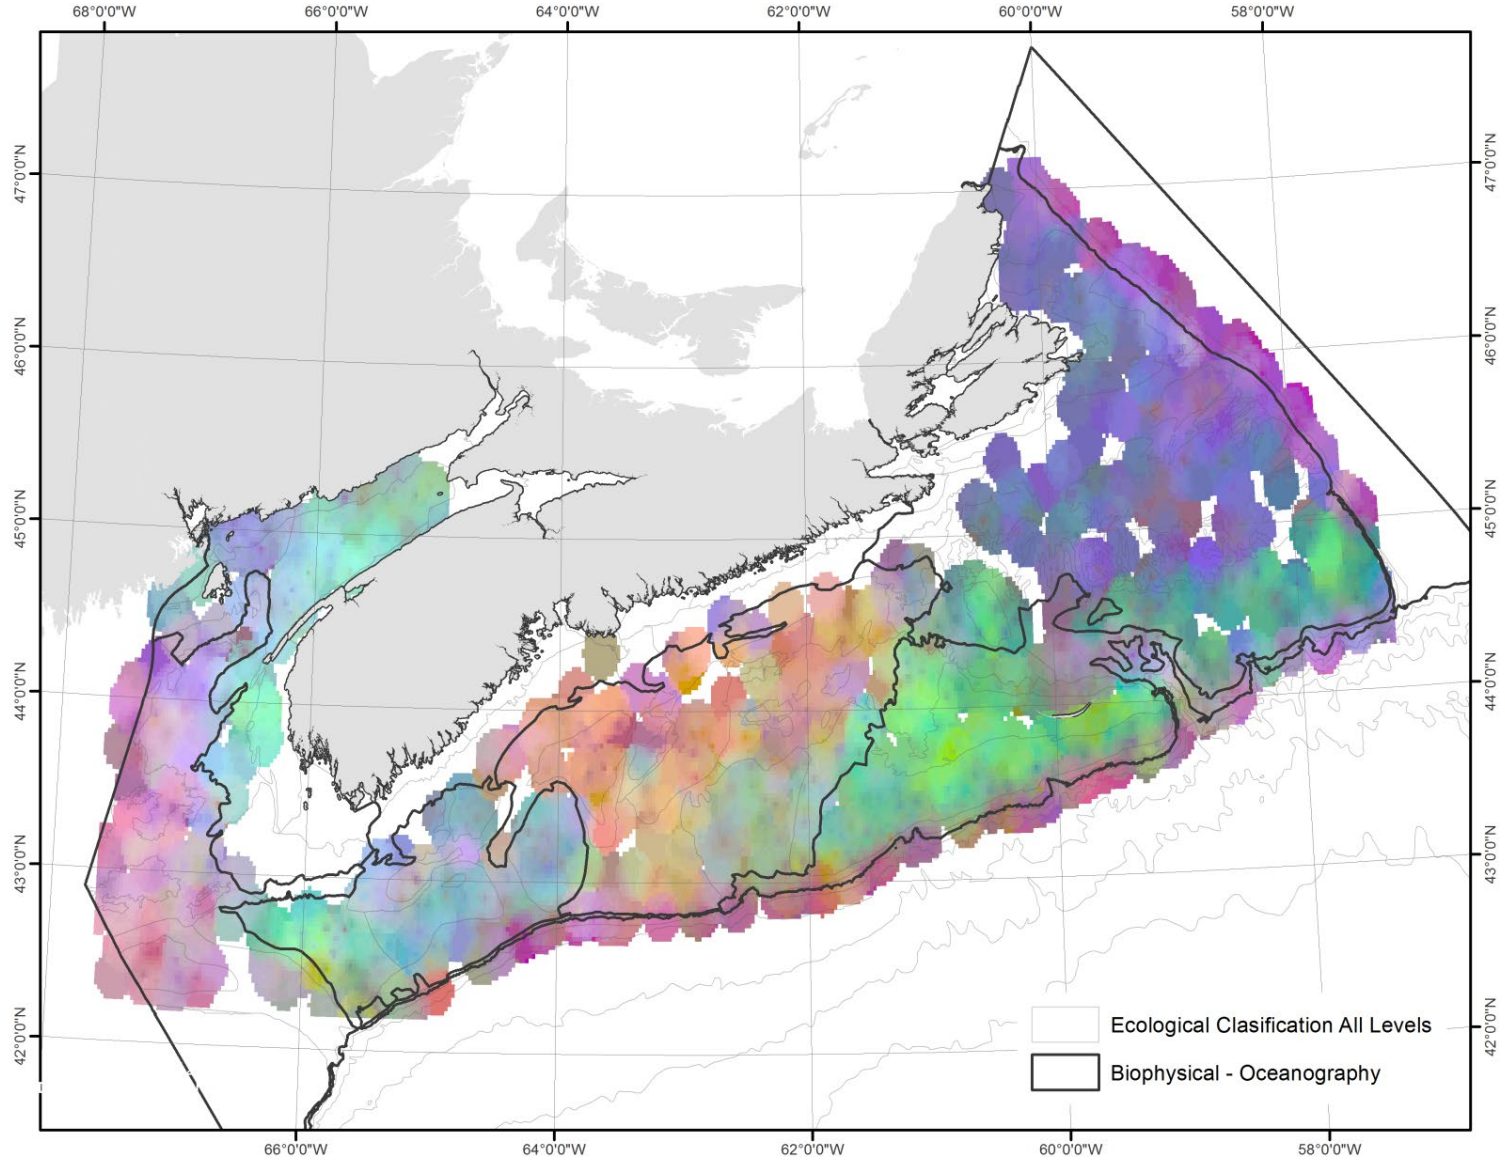 68°0'0"W 66°0'0"W 64°0'0"W 62°0'0"W 60°0'0"W 58°0'0"W
47°0'0"N 47°0'0"N
46°0'0"N 46°0'0"N
45°0'0"N 45°0'0"N
44°0'0"N 44°0'0"N
43°0'0"N 43°0'0"N
42°0'0"N 42°0'0"N
Ecological Clasification All Levels
Biophysical - Oceanography
66°0'0"W 64°0'0"W 62°0'0"W 60°0'0"W 58°0'0"W